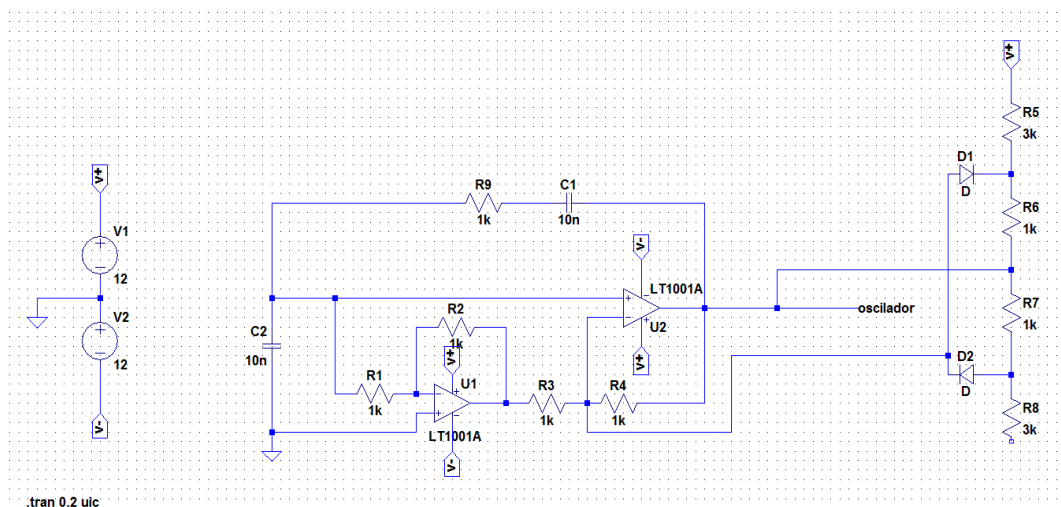 V+
R5
3k
D1
D
V+
R9
C1
R6
1k
10n
1k
V1
V-
12
LT1001A
R2
R7
oscilador
V2
C2
U2
1k
1k
10n
V+
12
V+
D2
R1
U1
R3
R4
D
1k
1k
1k
R8
V-
LT1001A
3k
V-
.tran 0.2 uic